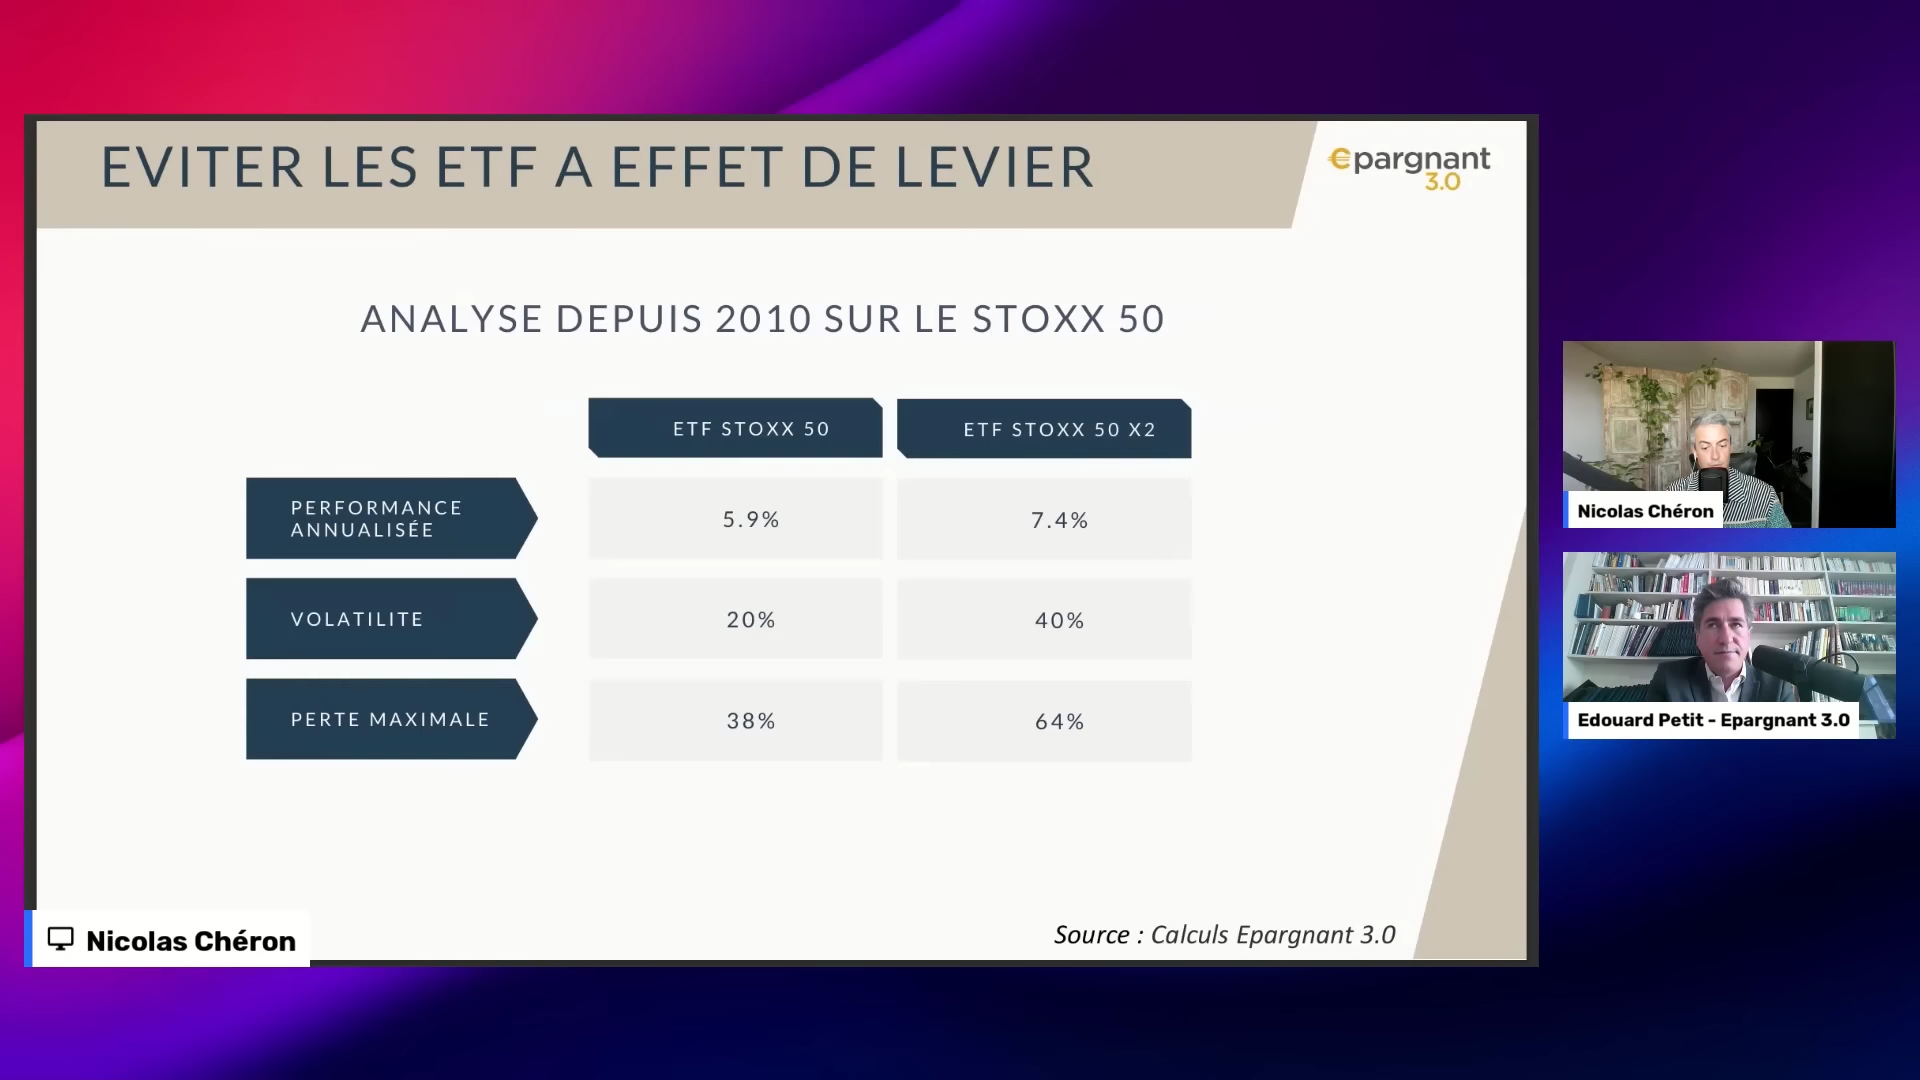 EVITER LES ETF A EFFET DE LEVIER
€pargnant
3.0
ANALYSE DEPUIS 2010 SUR LE STOXX 50
ETF STOXX 50
ETF STOXX 50 X2
PERFORMANCE
ANNUALISÉE
5.9%
7.4%
VOLATILITE
20%
40%
PERTE MAXIMALE
38%
64%
Source : Calculs Epargnant 3.0
Nicolas Chéron
Nicolas Chéron
Edouard Petit - Epargnant 3.0